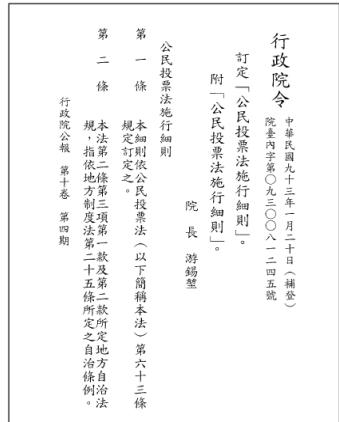 行政院令
中華民國九十三年一月二十日（補登）
院臺內字第〇九三〇〇八一二四五號
訂定「公民投票法施行細則」。
附「公民投票法施行細則」。
院長 游錫堃
公民投票法施行細則
第一條 本細則依公民投票法（以下簡稱本法）第六十三條
規定訂定之。
第二條 本法第二條第三項第一款及第二款所定地方自治法
規，指依地方制度法第二十五條所定之自治條例。
行政院公報 第十卷 第四期